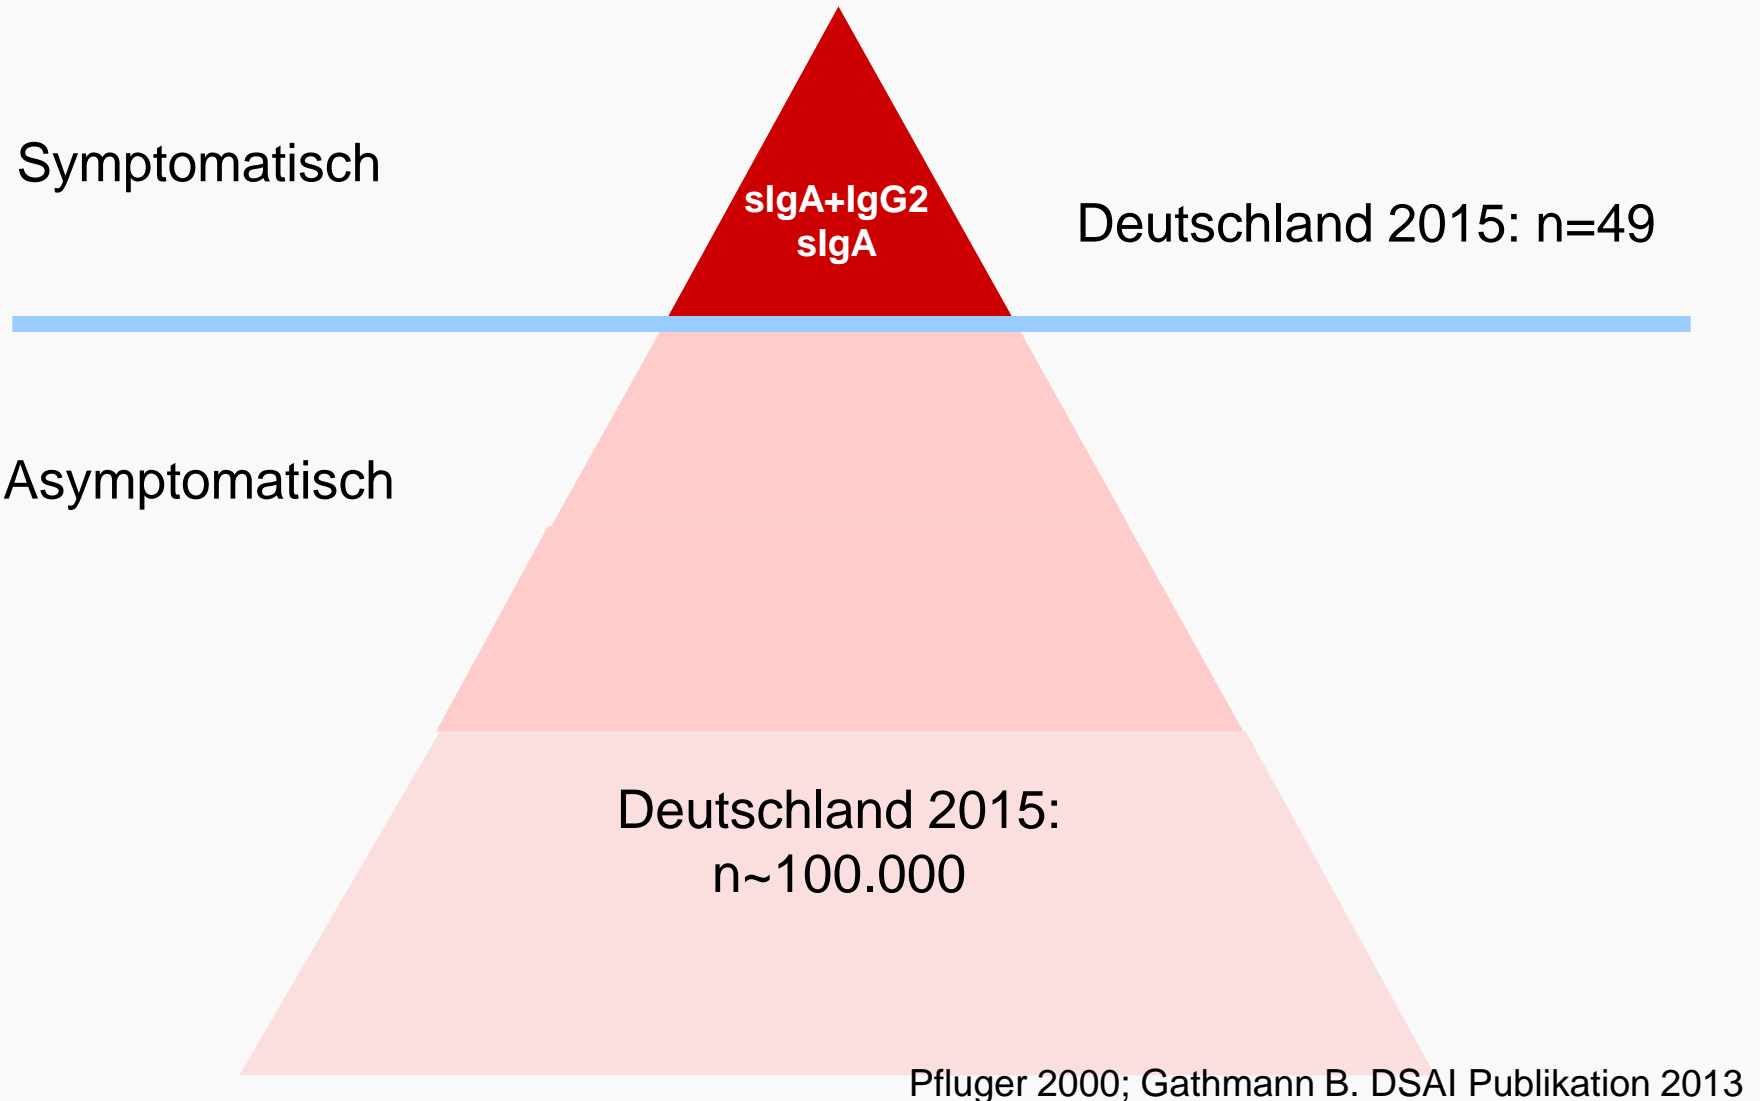 Symptomatisch
sIgA+IgG2
sIgA
Deutschland 2015: n=49
Asymptomatisch
Deutschland 2015:
n~100.000
Pfluger 2000; Gathmann B. DSAI Publikation 2013